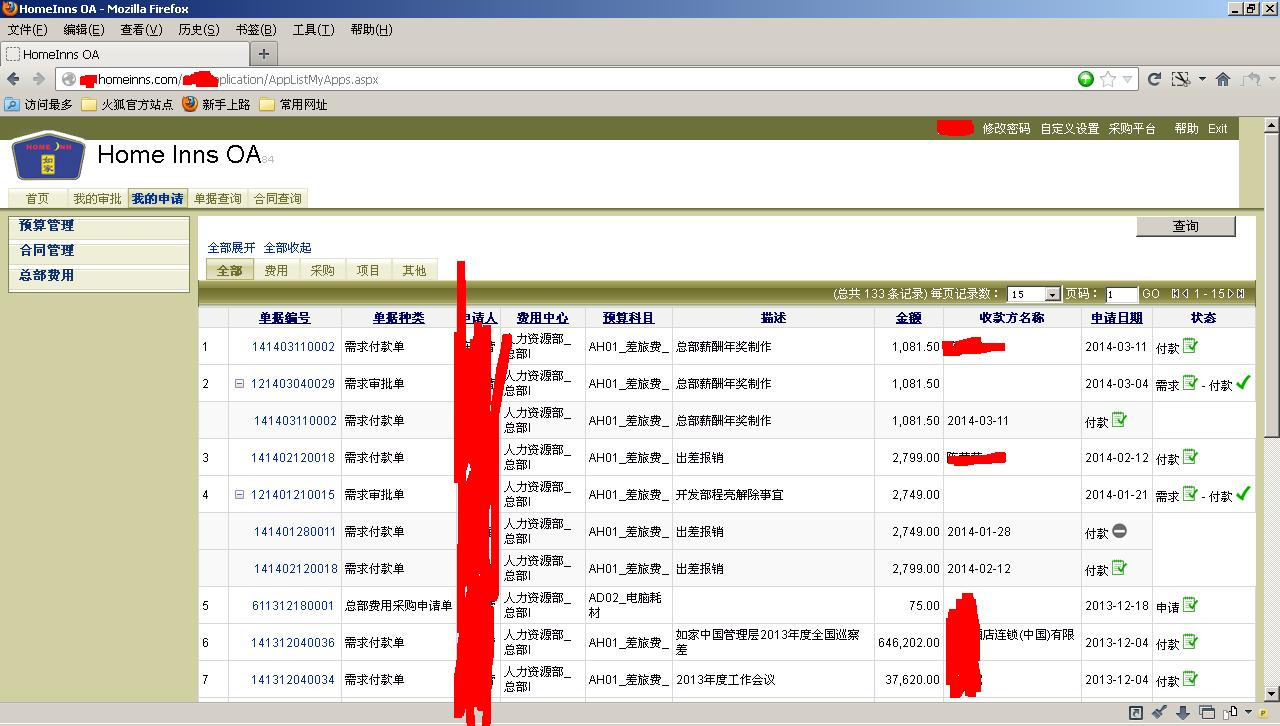 HomeInns OA - Mozilla Firefox
文件(F) 编辑(E) 查看(V) 历史(S) 书签(B) 工具(T) 帮助(H)
HomeInns OA
homeinns.com/ plication/AppListMyApps.aspx
访问最多 火狐官方站点 新手上路 常用网址
修改密码 自定义设置 采购平台 帮助 Exit
HOME INN
如家
Home Inns OA84
首页 我的审批 我的申请 单据查询 合同查询
预算管理
合同管理
总部费用
查询
全部展开 全部收起
全部 费用 采购 项目 其他
(总共 133 条记录) 每页记录数： 15 页码： 1 GO 1 - 15
单据编号 单据种类 请人 费用中心 预算科目 描述 金额 收款方名称 申请日期 状态
1 141403110002 需求付款单 人力资源部_总部I AH01_差旅费_ 总部薪酬年奖制作 1,081.50 2014-03-11 付款
2 121403040029 需求审批单 人力资源部_总部I AH01_差旅费_ 总部薪酬年奖制作 1,081.50 2014-03-04 需求 - 付款
141403110002 需求付款单 人力资源部_总部I AH01_差旅费_ 总部薪酬年奖制作 1,081.50 2014-03-11 付款
3 141402120018 需求付款单 人力资源部_总部I AH01_差旅费_ 出差报销 2,799.00 2014-02-12 付款
4 121401210015 需求审批单 人力资源部_总部I AH01_差旅费_ 开发部程亮解除事宜 2,749.00 2014-01-21 需求 - 付款
141401280011 需求付款单 人力资源部_总部I AH01_差旅费_ 出差报销 2,749.00 2014-01-28 付款
141402120018 需求付款单 人力资源部_总部I AH01_差旅费_ 出差报销 2,799.00 2014-02-12 付款
5 611312180001 总部费用采购申请单 人力资源部_总部I AD02_电脑耗材 75.00 2013-12-18 申请
6 141312040036 需求付款单 人力资源部_总部I AH01_差旅费_ 如家中国管理层2013年度全国巡察差 646,202.00 店连锁(中国)有限 2013-12-04 付款
7 141312040034 需求付款单 人力资源部_总部I AH01_差旅费_ 2013年度工作会议 37,620.00 2013-12-04 付款